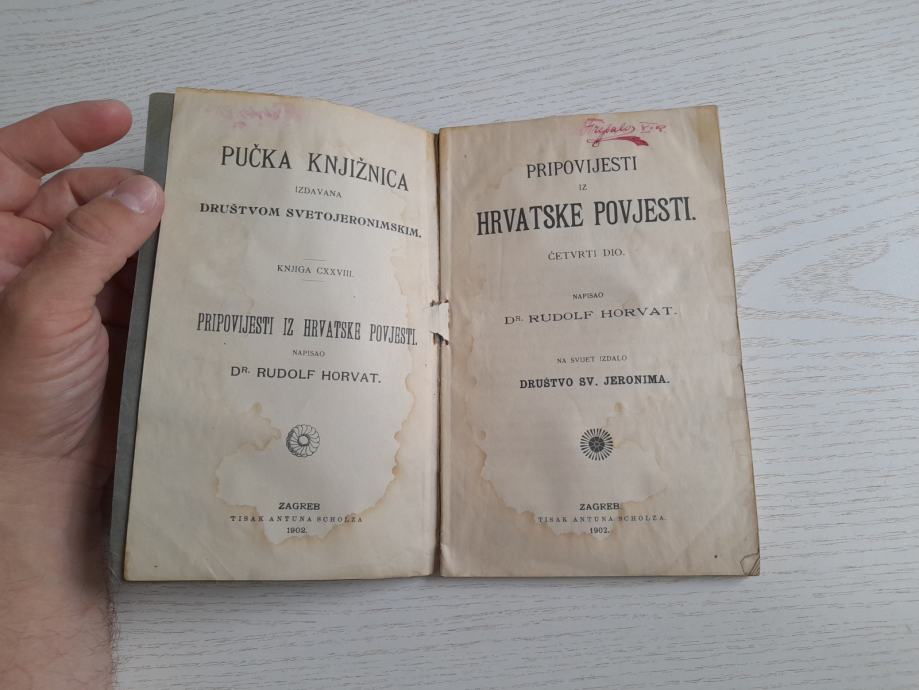 PUČKA KNJIŽNICA
IZDAVANA
DRUŠTVOM SVETOJERONIMSKIM.
KNJIGA CXXVIII.
PRIPOVIJESTI IZ HRVATSKE POVJESTI.
NAPISAO
DR. RUDOLF HORVAT.
ZAGREB
TISAK ANTUNA SCHOLZA
1902.
PRIPOVIJESTI
IZ
HRVATSKE POVJESTI.
ČETVRTI DIO.
NAPISAO
DR. RUDOLF HORVAT.
NA SVIJET IZDALO
DRUŠTVO SV. JERONIMA.
ZAGREB
TISAK ANTUNA SCHOLZA.
1902.